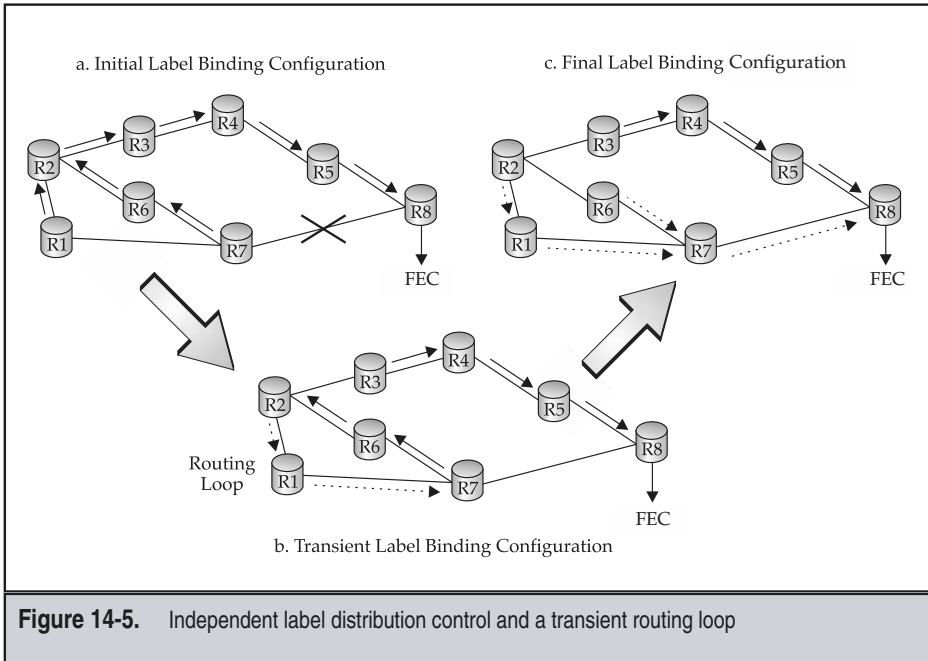 a. Initial Label Binding Configuration
R4
R3
R2
R5
R6
R8
R1
R7
FEC
c. Final Label Binding Configuration
R4
R3
R2
R5
R6
R8
R1
R7
FEC
R4
R3
R2
R5
R6
R8
Routing
Loop
R1
R7
FEC
b. Transient Label Binding Configuration
Figure 14-5. Independent label distribution control and a transient routing loop